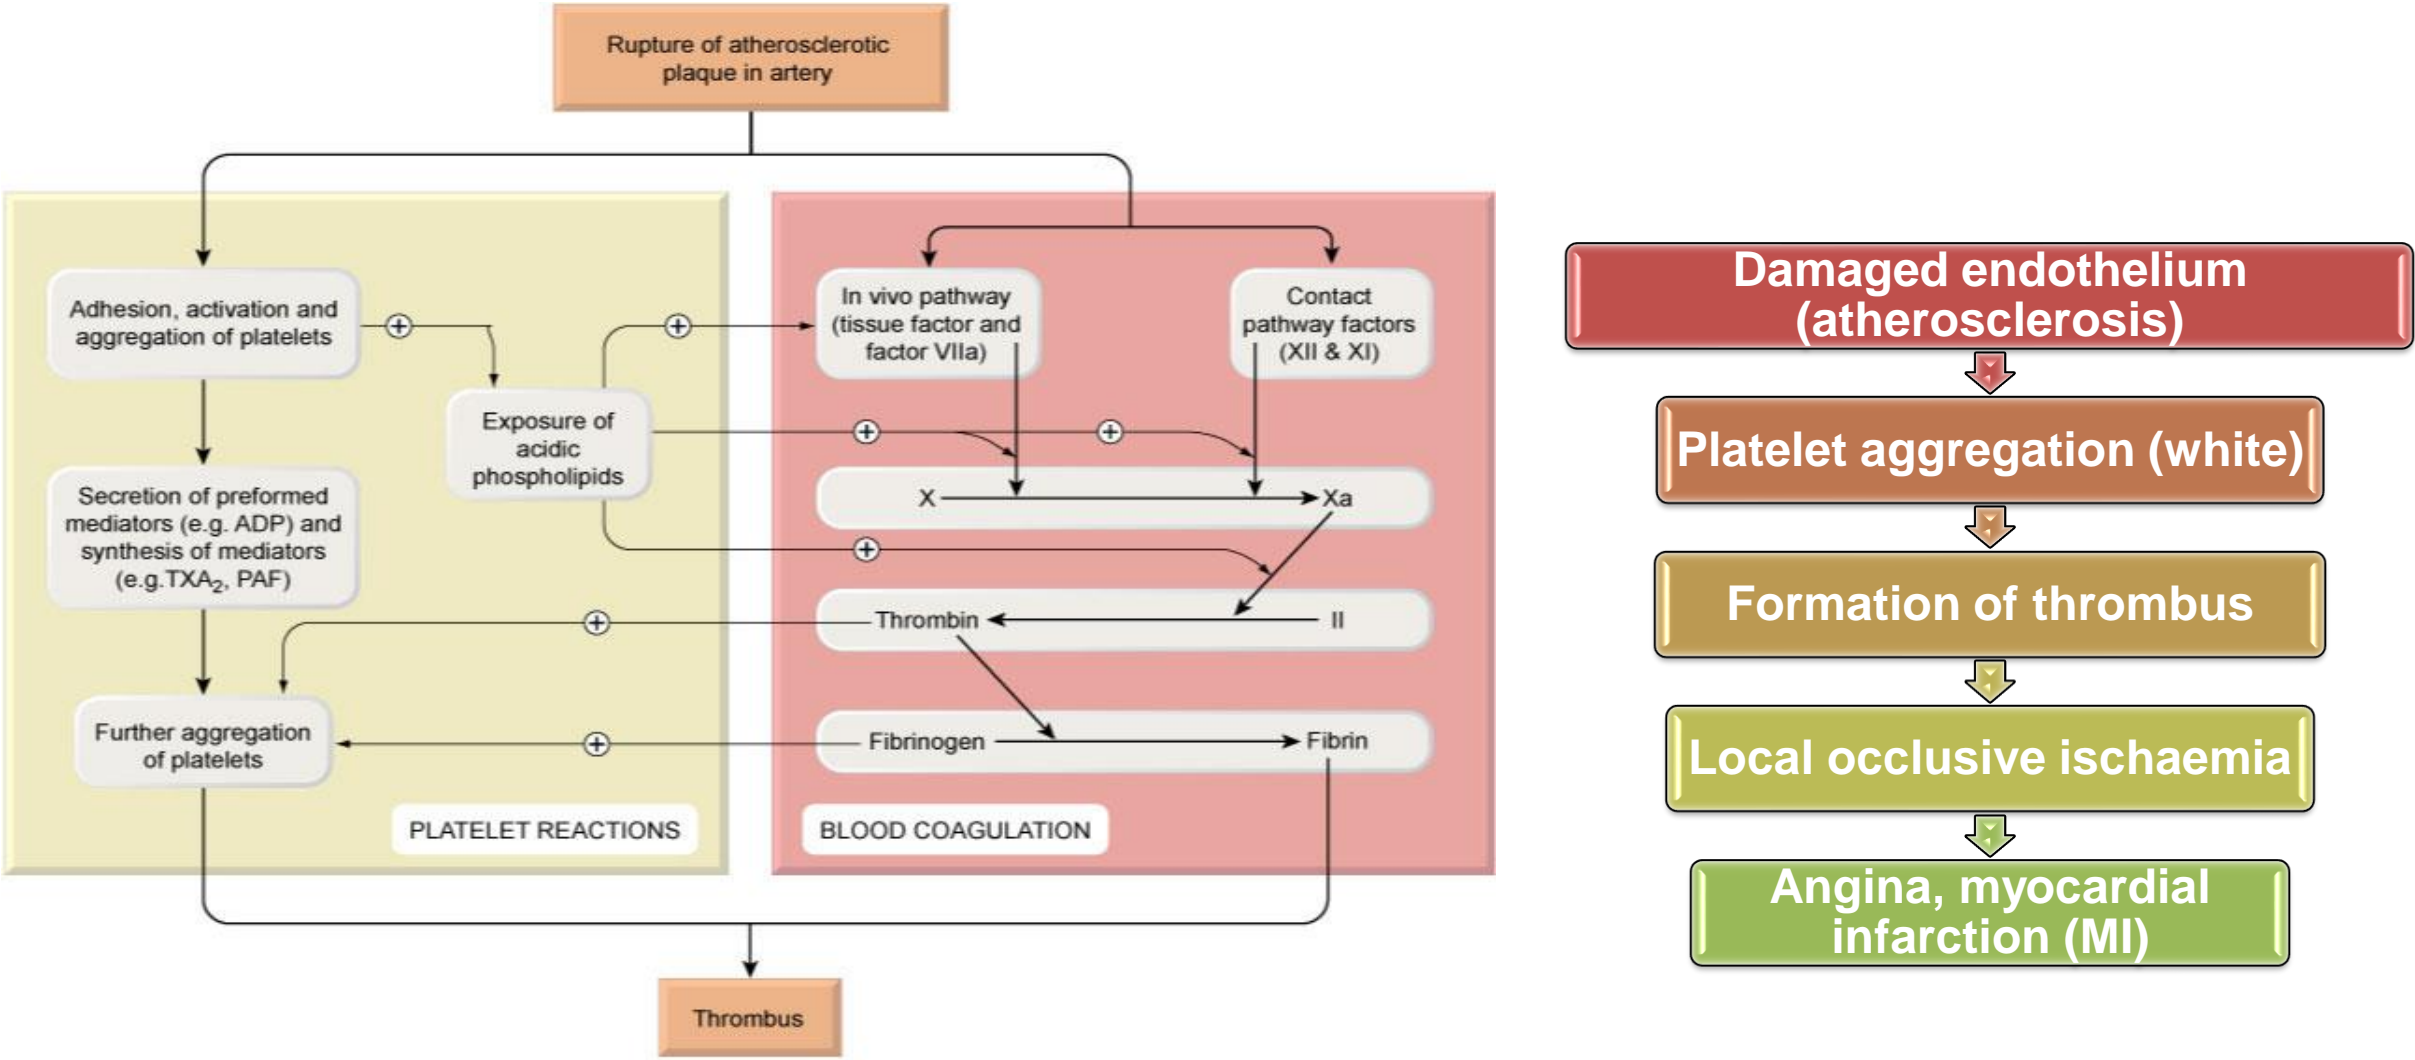 Rupture of atherosclerotic
plaque in artery
Adhesion, activation and
aggregation of platelets
+
Exposure of
acidic
phospholipids
Secretion of preformed
mediators (e.g. ADP) and
synthesis of mediators
(e.g.TXA2, PAF)
Further aggregation
of platelets
PLATELET REACTIONS
+
In vivo pathway
(tissue factor and
factor VIIa)
Contact
pathway factors
(XII & XI)
+ +
X Xa
+
+
Thrombin II
+
Fibrinogen Fibrin
BLOOD COAGULATION
Thrombus
Damaged endothelium
(atherosclerosis)
Platelet aggregation (white)
Formation of thrombus
Local occlusive ischaemia
Angina, myocardial
infarction (MI)